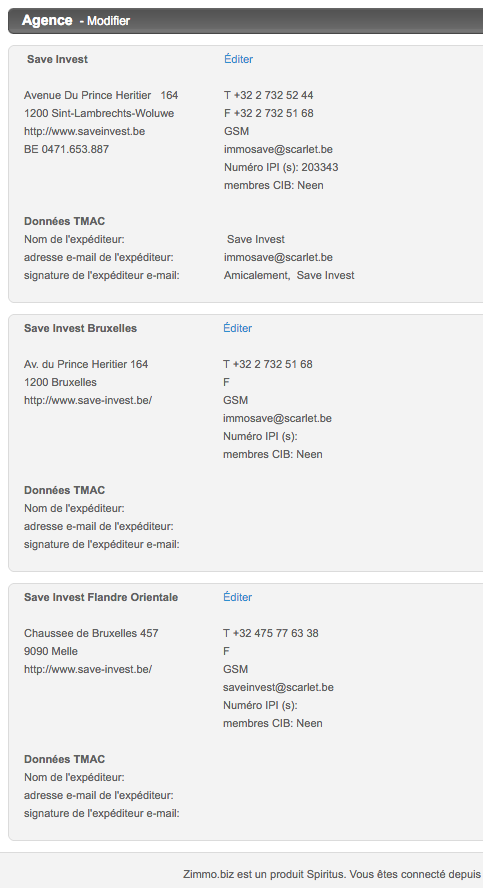 Agence - Modifier
Save Invest Éditer
Avenue Du Prince Heritier 164 T +32 2 732 52 44
1200 Sint-Lambrechts-Woluwe F +32 2 732 51 68
http://www.saveinvest.be GSM
BE 0471.653.887 immosave@scarlet.be
Numéro IPI (s): 203343
membres CIB: Neen
Données TMAC
Nom de l'expéditeur: Save Invest
adresse e-mail de l'expéditeur: immosave@scarlet.be
signature de l'expéditeur e-mail: Amicalement, Save Invest
Save Invest Bruxelles Éditer
Av. du Prince Heritier 164 T +32 2 732 51 68
1200 Bruxelles F
http://www.save-invest.be/ GSM
immosave@scarlet.be
Numéro IPI (s):
membres CIB: Neen
Données TMAC
Nom de l'expéditeur:
adresse e-mail de l'expéditeur:
signature de l'expéditeur e-mail:
Save Invest Flandre Orientale Éditer
Chaussee de Bruxelles 457 T +32 475 77 63 38
9090 Melle F
http://www.save-invest.be/ GSM
saveinvest@scarlet.be
Numéro IPI (s):
membres CIB: Neen
Données TMAC
Nom de l'expéditeur:
adresse e-mail de l'expéditeur:
signature de l'expéditeur e-mail:
Zimmo.biz est un produit Spiritus. Vous êtes connecté depuis